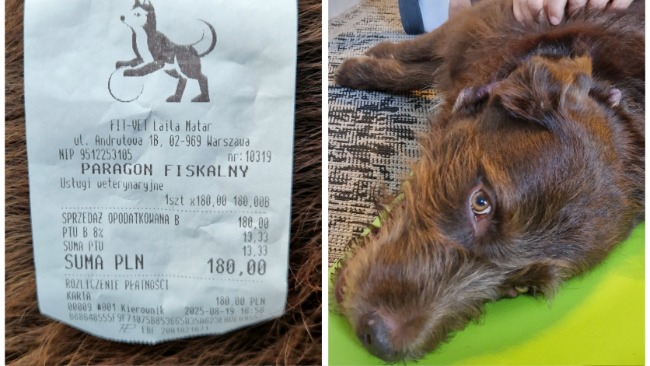 FIT-VET Laila Matar
ul. Andrutowa 1B, 02-969 Warszawa
NIP 9512253105 nr:10319
PARAGON FISKALNY
Usługi weterynaryjne
1szt x180,00 180,00B
SPRZEDAŻ OPODATKOWANA B 180,00
PTU B 8% 13,33
SUMA PTU 13,33
SUMA PLN 180,00
ROZLICZENIE PŁATNOŚCI
KARTA 180,00 PLN
00009 #001 Kierownik 2025-08-19 18:50